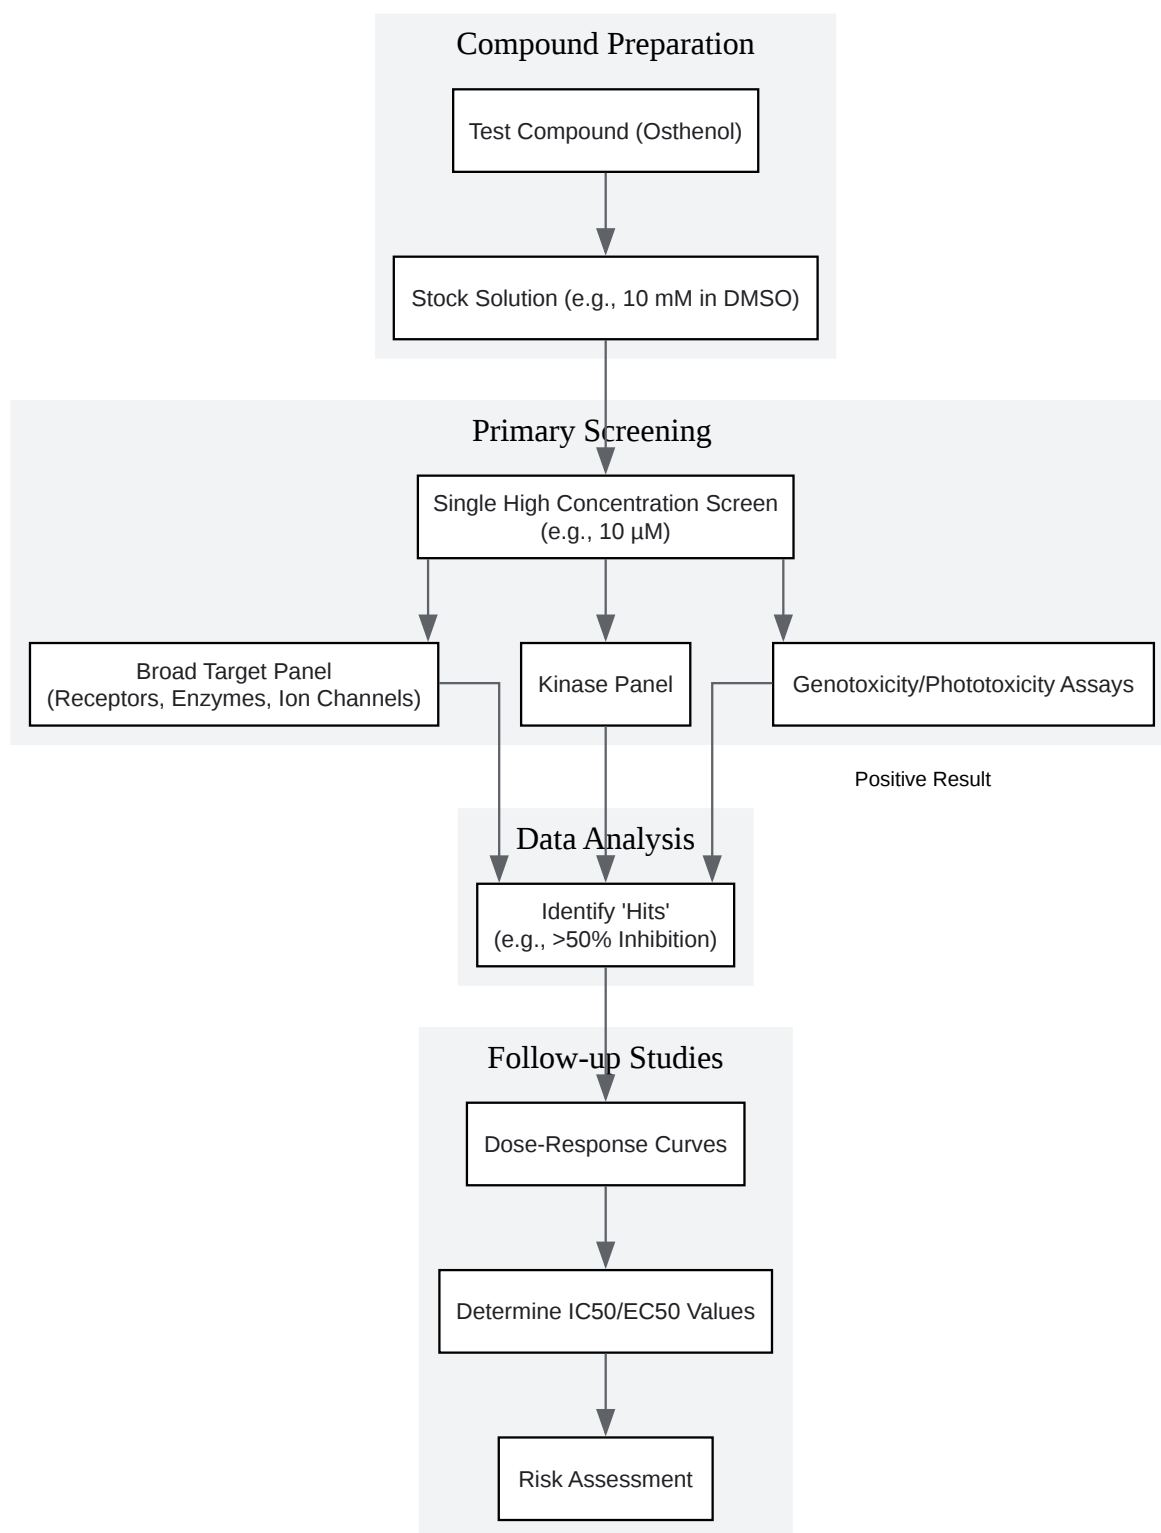 Compound Preparation
Test Compound (Osthenol)
Stock Solution (e.g., 10 mM in DMSO)
Primary Screening
Single High Concentration Screen
(e.g., 10 µM)
Broad Target Panel
(Receptors, Enzymes, Ion Channels)
Kinase Panel
Genotoxicity/Phototoxicity Assays
Positive Result
Data Analysis
Identify 'Hits'
(e.g., >50% Inhibition)
Follow-up Studies
Dose-Response Curves
Determine IC50/EC50 Values
Risk Assessment